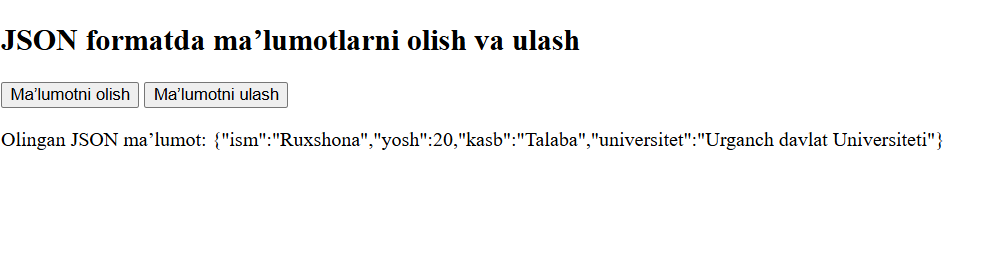 JSON formatda ma’lumotlarni olish va ulash
Ma’lumotni olish Ma’lumotni ulash
Olingan JSON ma’lumot: {"ism":"Ruxshona","yosh":20,"kasb":"Talaba","universitet":"Urganch davlat Universiteti"}